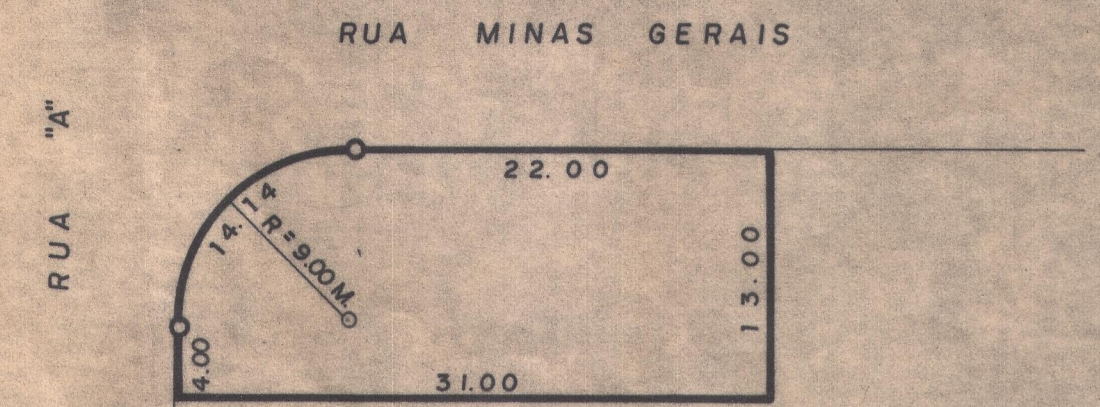 RUA MINAS GERAIS
RUA "A"
22.00
14.14
R = 9.00 M.
13.00
4.00
31.00